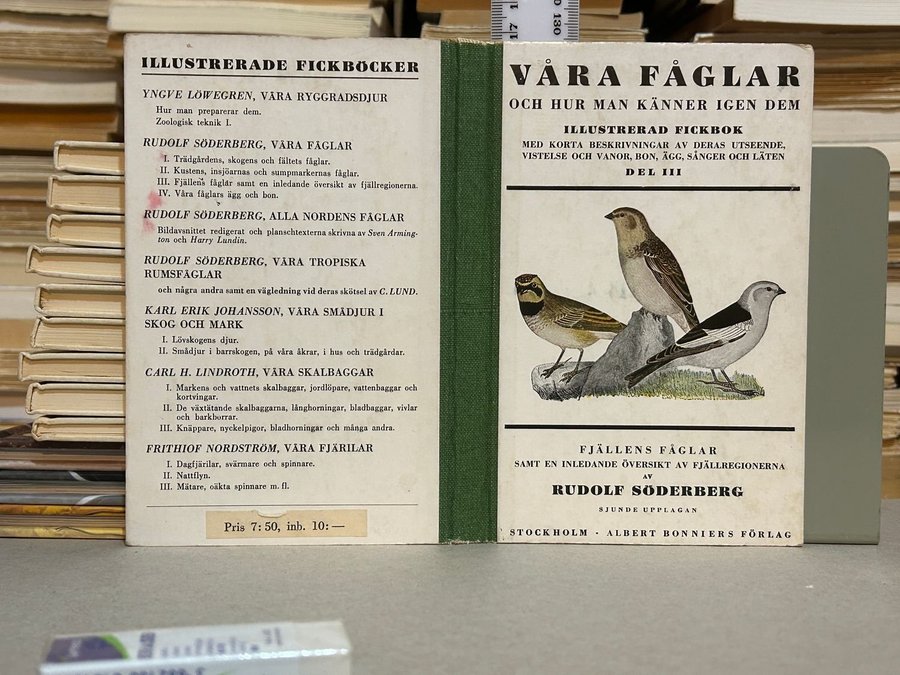 ILLUSTRERADE FICKBÖCKER
YNGVE LÖWEGREN, VÅRA RYGGRADSDJUR
Hur man preparerar dem.
Zoologisk teknik I.
RUDOLF SÖDERBERG, VÅRA FÅGLAR
I. Trädgårdens, skogens och fältets fåglar.
II. Kustens, insjöarnas och sumpmarkernas fåglar.
III. Fjällens fåglar samt en inledande översikt av fjällregionerna.
IV. Våra fåglars ägg och bon.
RUDOLF SÖDERBERG, ALLA NORDENS FÅGLAR
Bildavsnittet redigerat och planschtexterna skrivna av Sven Arming-
ton och Harry Lundin.
RUDOLF SÖDERBERG, VÅRA TROPISKA
RUMSFÅGLAR
och några andra samt en vägledning vid deras skötsel av C. LUND.
KARL ERIK JOHANSSON, VÅRA SMÅDJUR I
SKOG OCH MARK
I. Lövskogens djur.
II. Smådjur i barrskogen, på våra åkrar, i hus och trädgårdar.
CARL H. LINDROTH, VÅRA SKALBAGGAR
I. Markens och vattnets skalbaggar, jordlöpare, vattenbaggar och
kortvingar.
II. De växtätande skalbaggarna, långhorningar, bladbaggar, vivlar
och barkborrar.
III. Knäppare, nyckelpigor, bladhorningar och många andra.
FRITHIOF NORDSTRÖM, VÅRA FJÄRILAR
I. Dagfjärilar, svärmare och spinnare.
II. Nattflyn.
III. Mätare, oäkta spinnare m. fl.
Pris 7:50, inb. 10:—
17
130
VÅRA FÅGLAR
OCH HUR MAN KÄNNER IGEN DEM
ILLUSTRERAD FICKBOK
MED KORTA BESKRIVNINGAR AV DERAS UTSEENDE,
VISTELSE OCH VANOR, BON, ÄGG, SÅNGER OCH LÄTEN
DEL III
FJÄLLENS FÅGLAR
SAMT EN INLEDANDE ÖVERSIKT AV FJÄLLREGIONERNA
AV
RUDOLF SÖDERBERG
SJUNDE UPPLAGAN
STOCKHOLM · ALBERT BONNIERS FÖRLAG